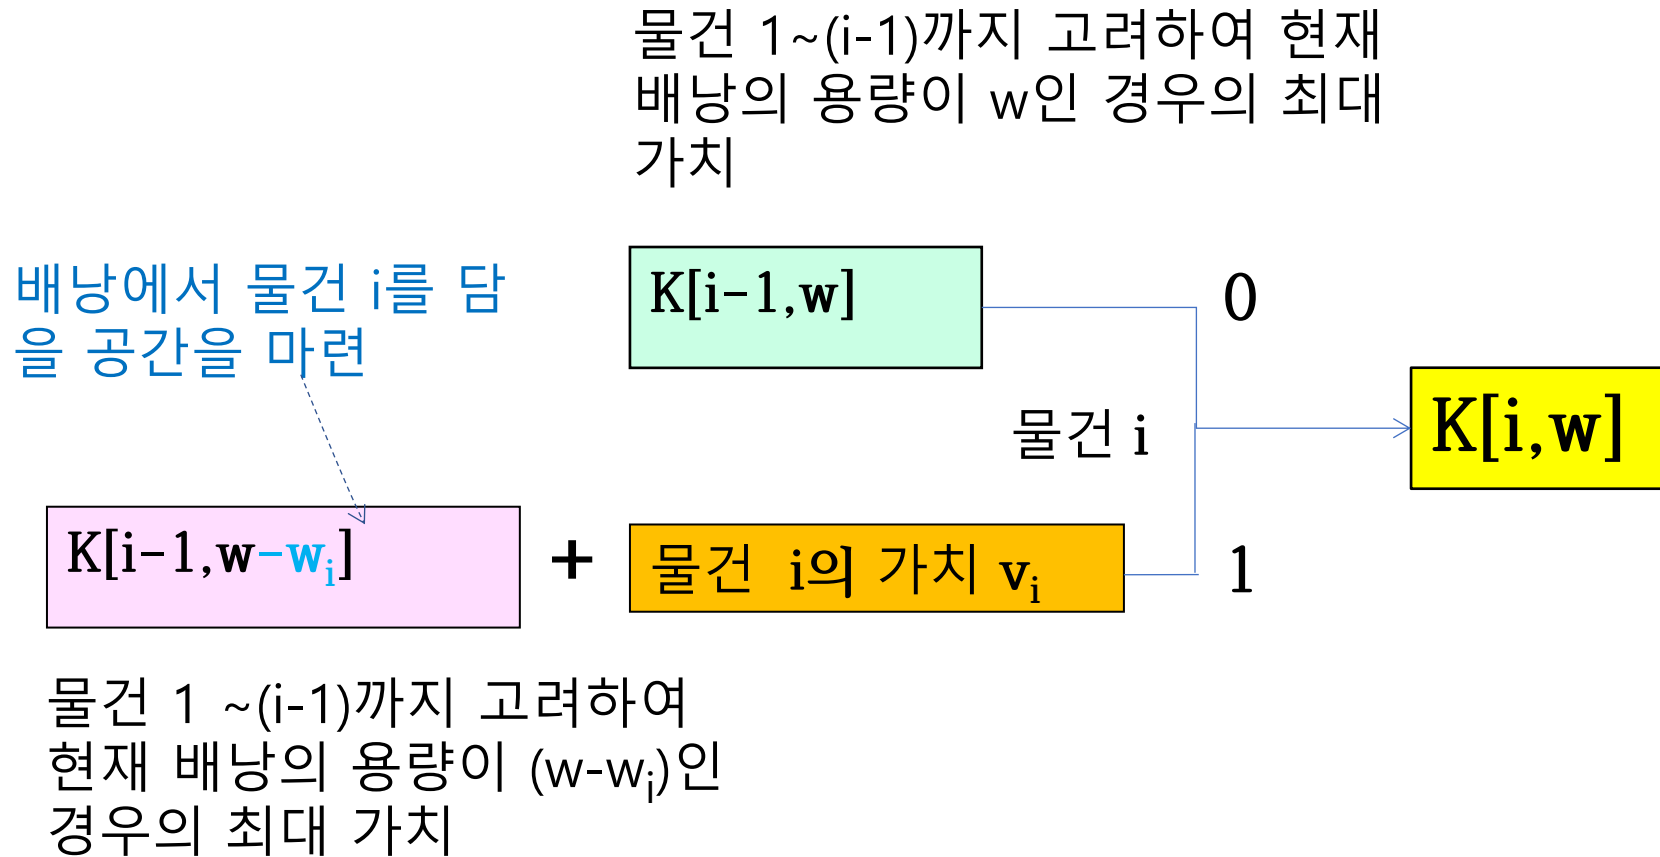 물건 1~(i-1)까지 고려하여 현재
배낭의 용량이 w인 경우의 최대
가치
배낭에서 물건 i를 담
을 공간을 마련
K[i-1,w]
0
물건 i
K[i,w]
K[i-1,w-wi]
+
물건 i의 가치 vi
1
물건 1 ~(i-1)까지 고려하여
현재 배낭의 용량이 (w-wi)인
경우의 최대 가치